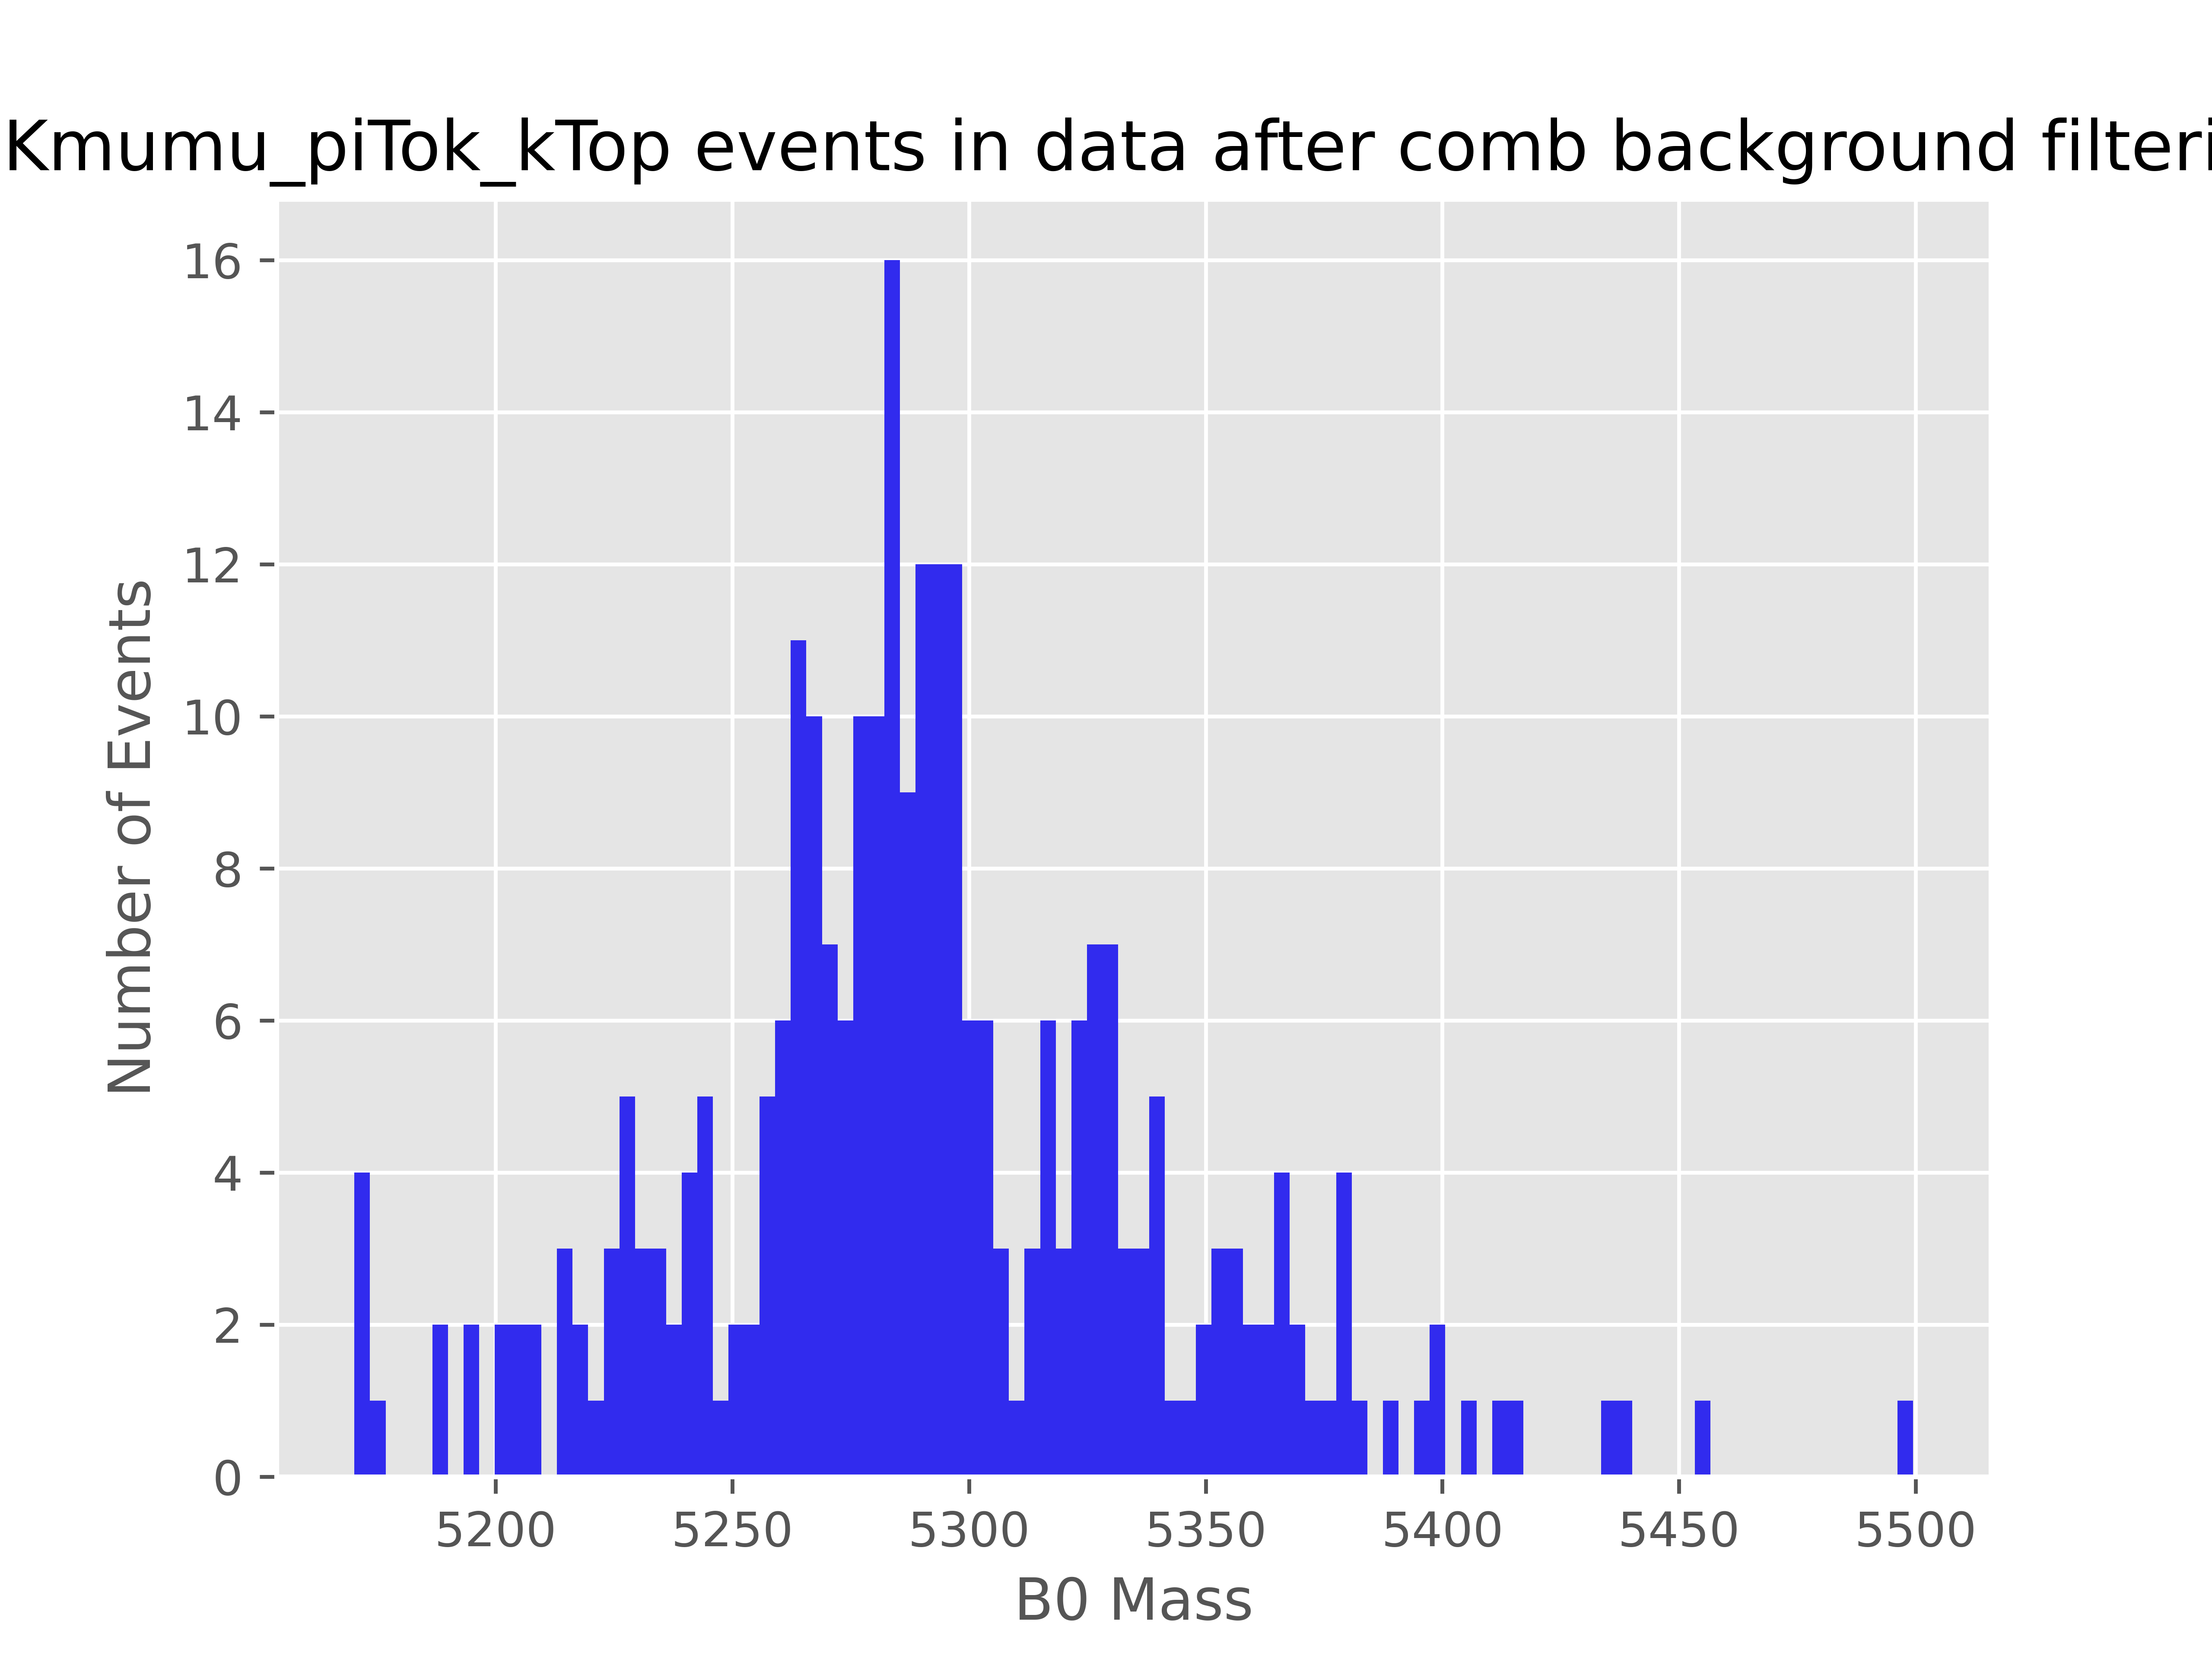 Kmumu_piTok_kTop events in data after comb background filteri
Number of Events
16
14
12
10
8
6
4
2
0
5200 5250 5300 5350 5400 5450 5500
B0 Mass